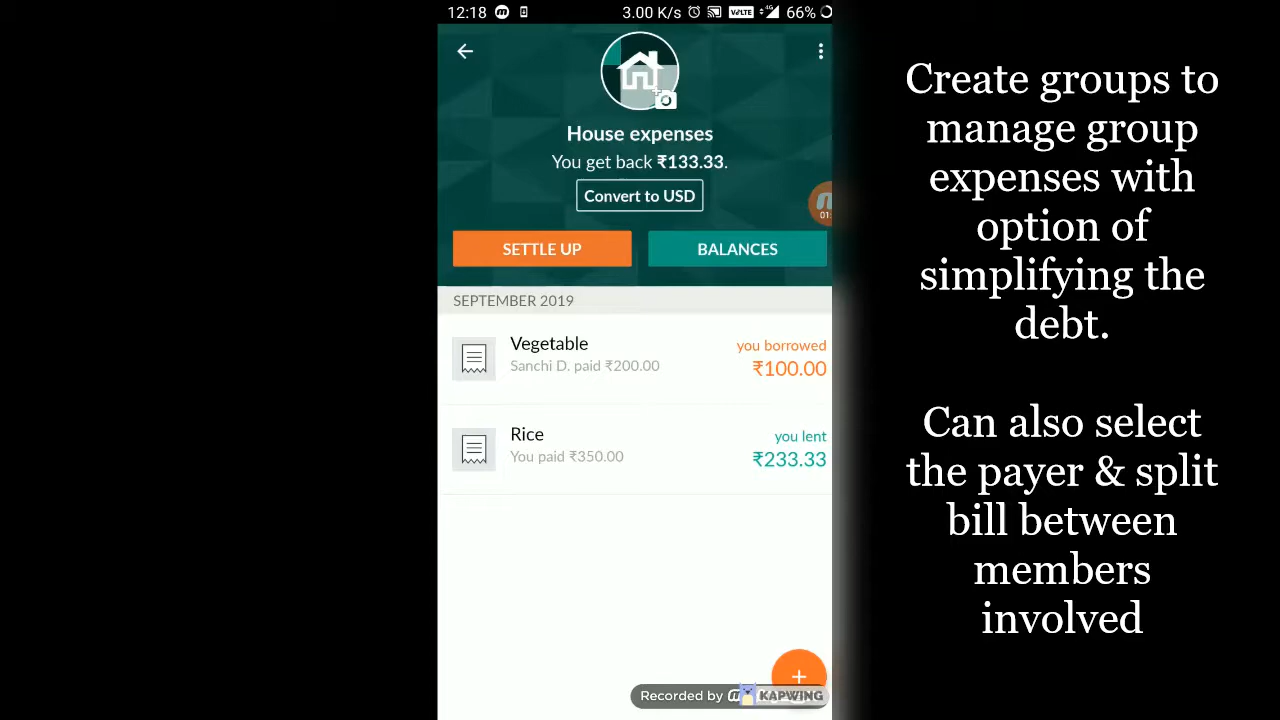 12:18 3.00 K/s VoLTE 4G 66%
House expenses
You get back ₹133.33.
Convert to USD
01:
SETTLE UP BALANCES
SEPTEMBER 2019
Vegetable you borrowed
Sanchi D. paid ₹200.00 ₹100.00
Rice you lent
You paid ₹350.00 ₹233.33
+
Recorded by
KAPWING
Create groups to
manage group
expenses with
option of
simplifying the
debt.
Can also select
the payer & split
bill between
members
involved